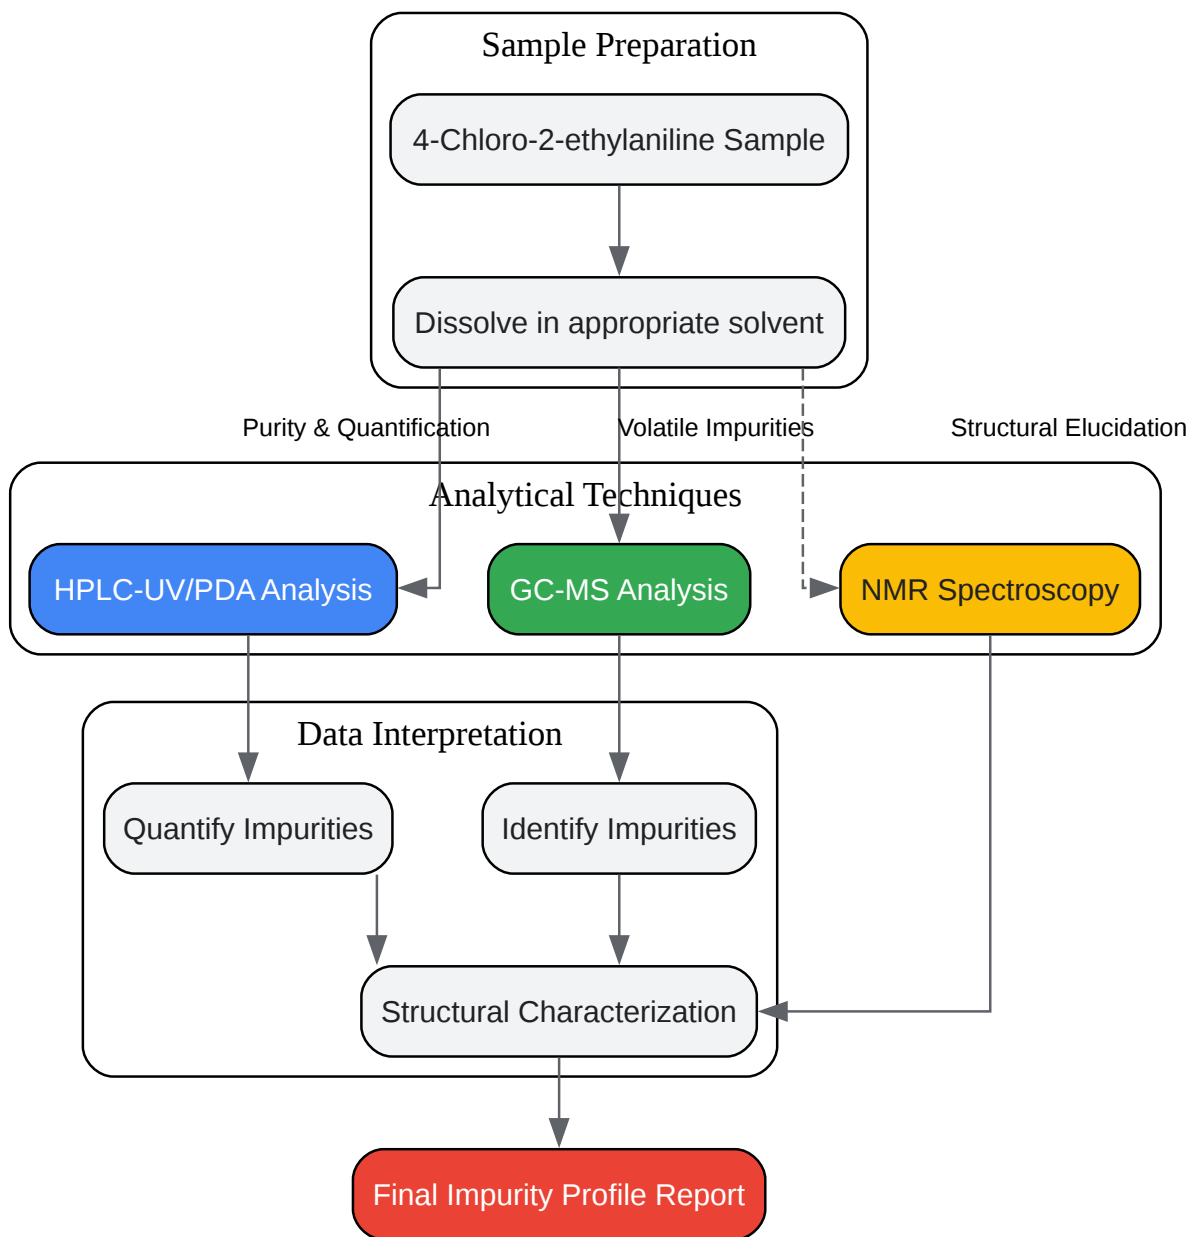 Sample Preparation
4-Chloro-2-ethylaniline Sample
Dissolve in appropriate solvent
Purity & Quantification
Volatile Impurities
Structural Elucidation
Analytical Techniques
HPLC-UV/PDA Analysis
GC-MS Analysis
NMR Spectroscopy
Data Interpretation
Quantify Impurities
Identify Impurities
Structural Characterization
Final Impurity Profile Report